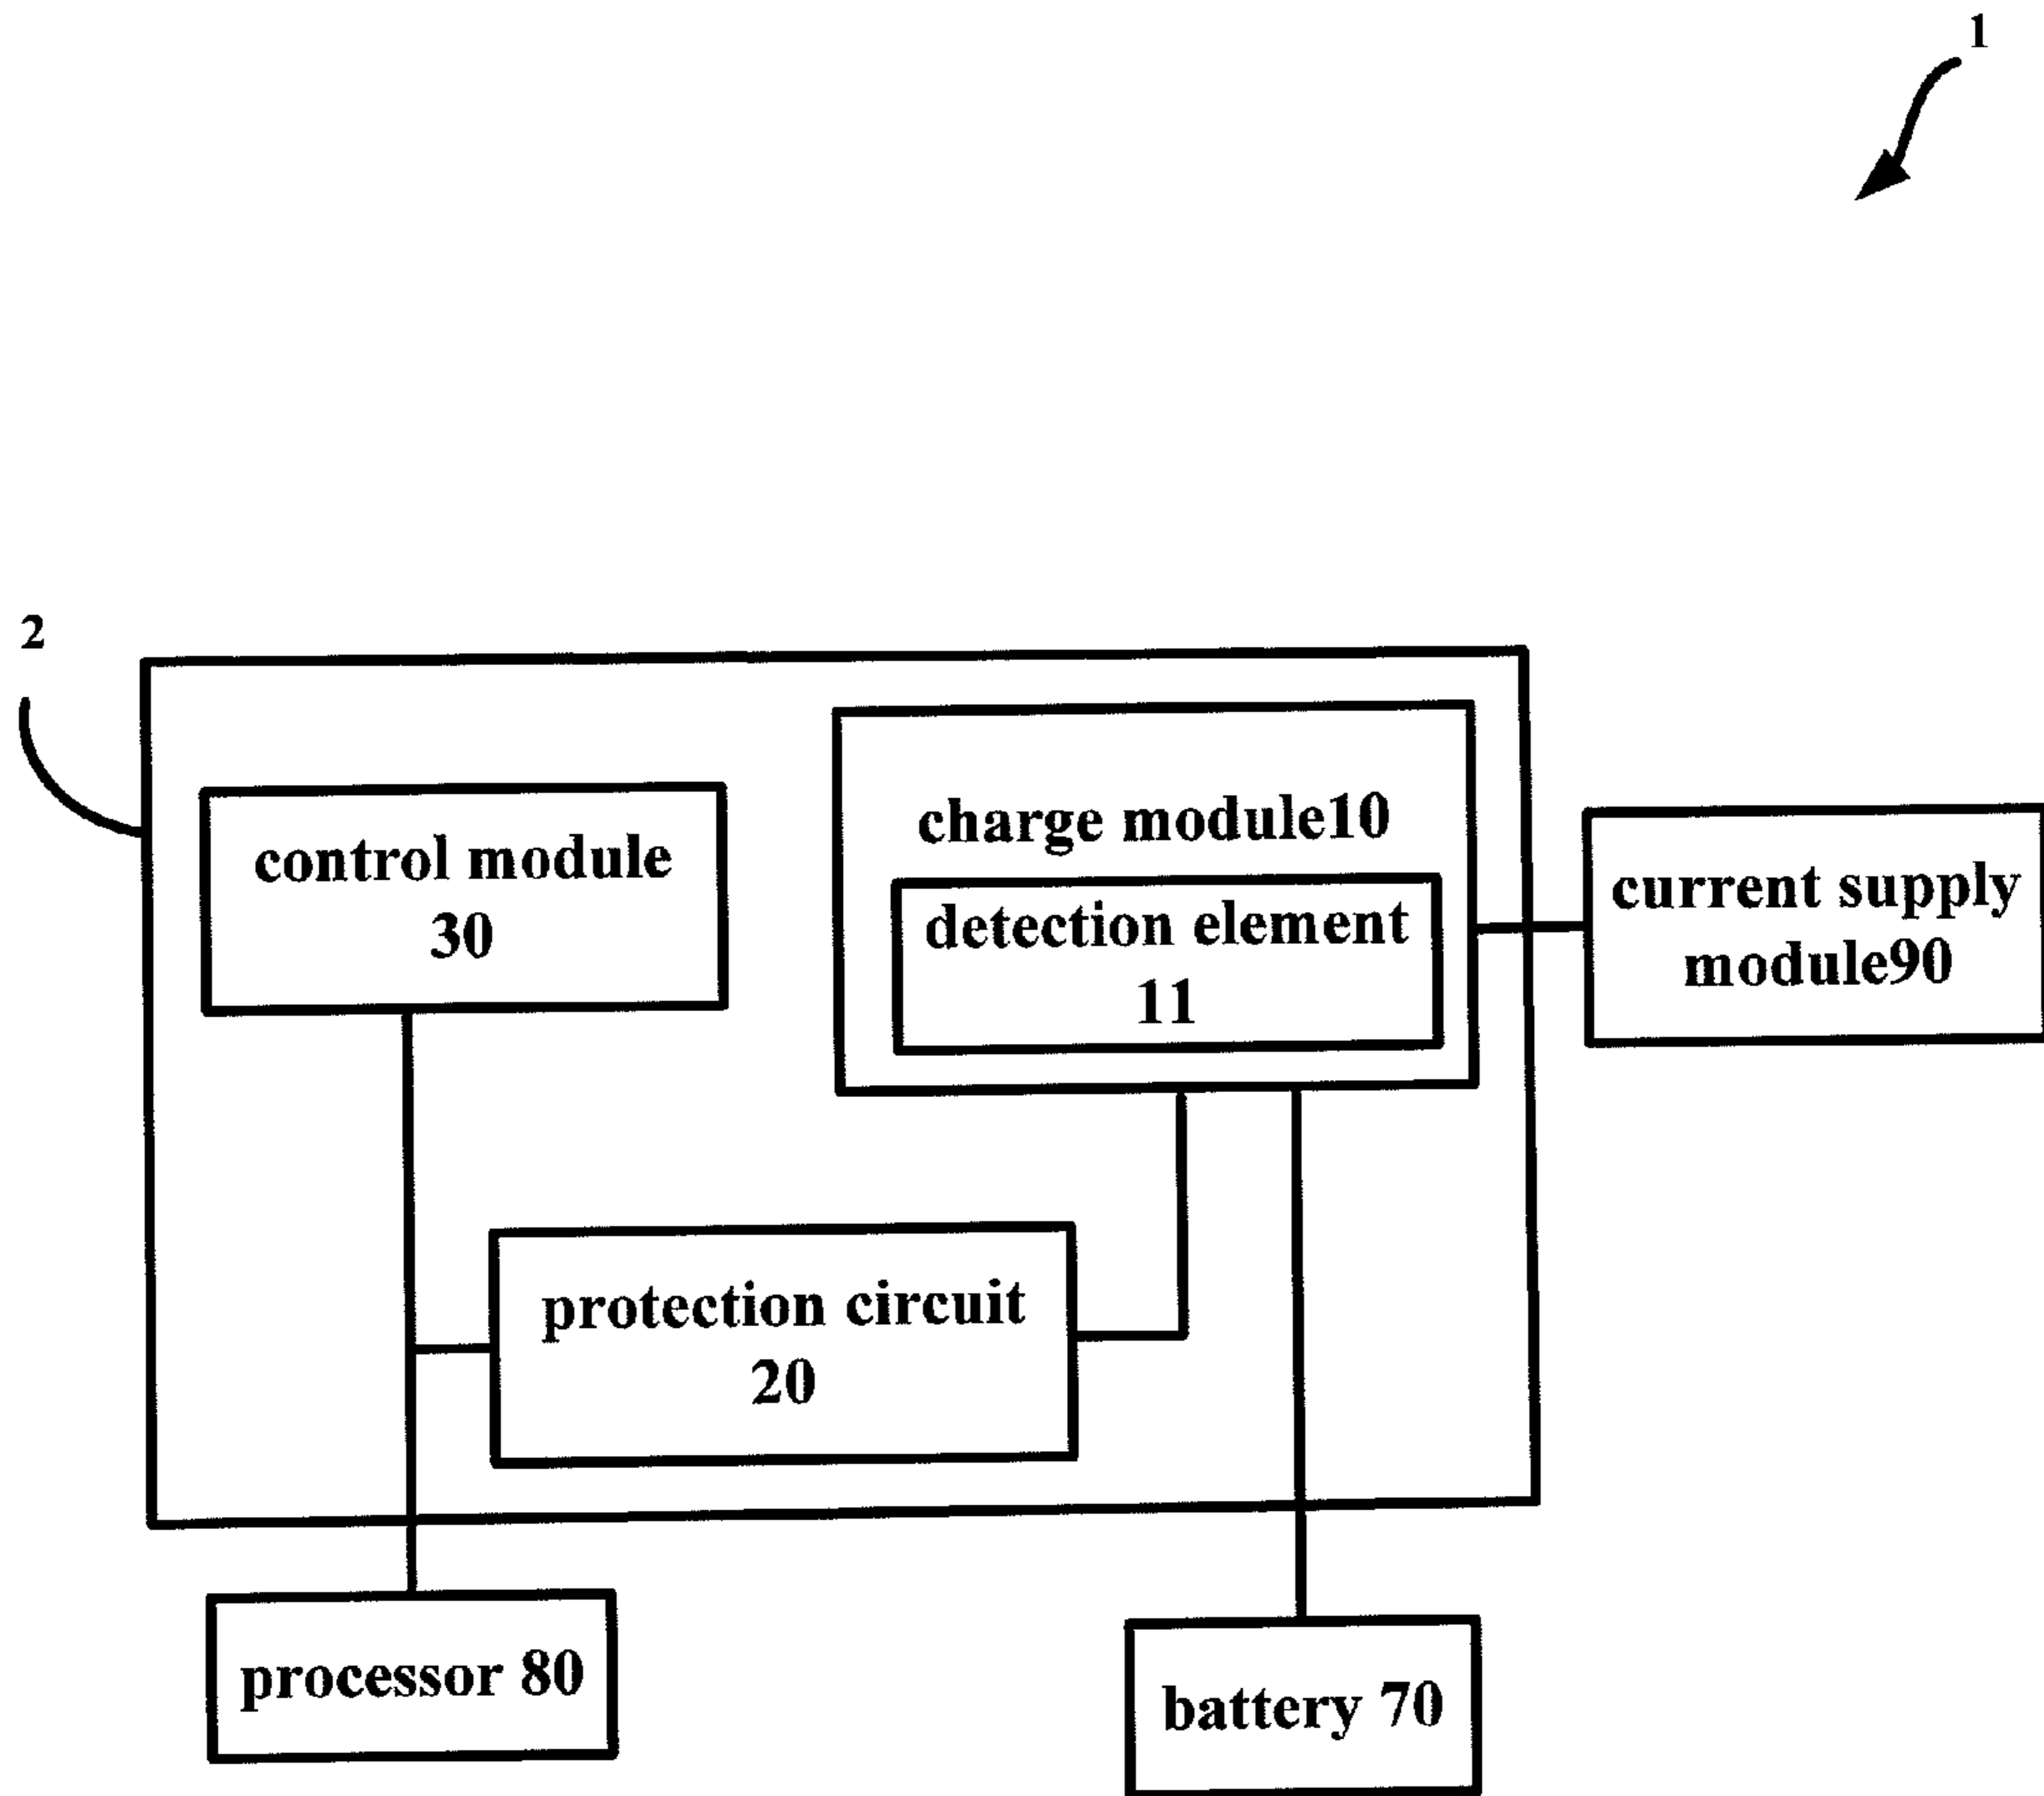 1
2
control module
30
charge module10
detection element
11
current supply
module90
protection circuit
20
processor 80
battery 70